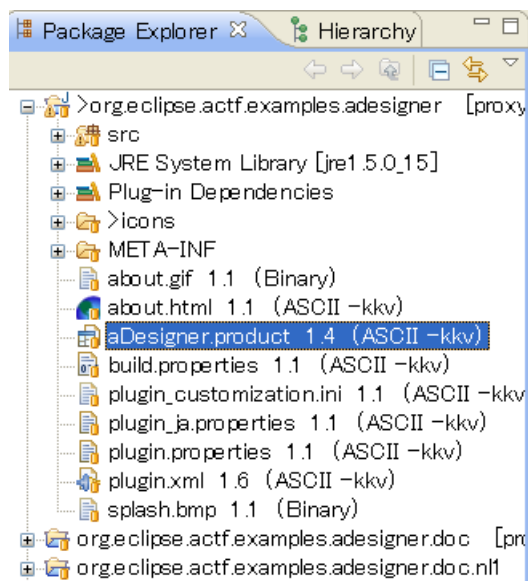 Package Explorer Hierarchy
>org.eclipse.actf.examples.adesigner [proxy
src
JRE System Library [jre1.5.0_15]
Plug-in Dependencies
>icons
META-INF
about.gif 1.1 (Binary)
about.html 1.1 (ASCII -kkv)
aDesigner.product 1.4 (ASCII -kkv)
build.properties 1.1 (ASCII -kkv)
plugin_customization.ini 1.1 (ASCII -kkv
plugin_ja.properties 1.1 (ASCII -kkv)
plugin.properties 1.1 (ASCII -kkv)
plugin.xml 1.6 (ASCII -kkv)
splash.bmp 1.1 (Binary)
org.eclipse.actf.examples.adesigner.doc [pro
org.eclipse.actf.examples.adesigner.doc.nl1